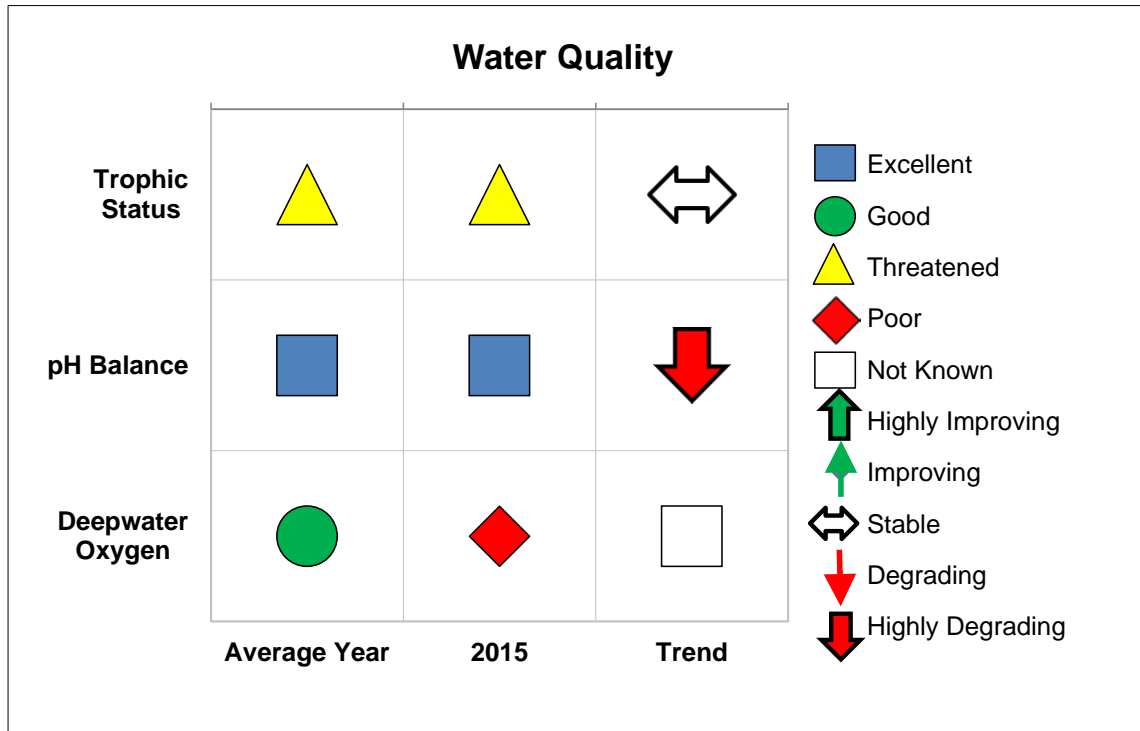 Water Quality
Trophic
Status
pH Balance
Deepwater
Oxygen
Average Year
2015
Trend
Excellent
Good
Threatened
Poor
Not Known
Highly Improving
Improving
Stable
Degrading
Highly Degrading